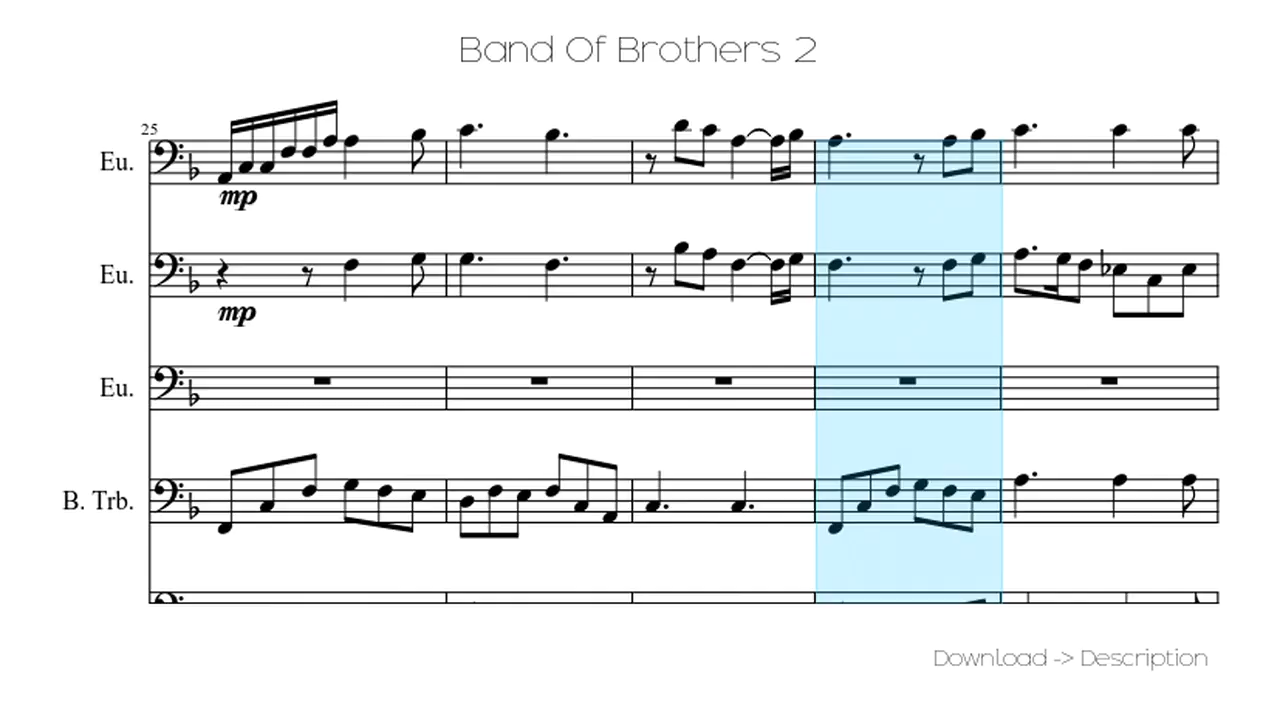 Band Of Brothers 2
25
Eu.
mp
Eu.
mp
Eu.
B. Trb.
Download -> Description